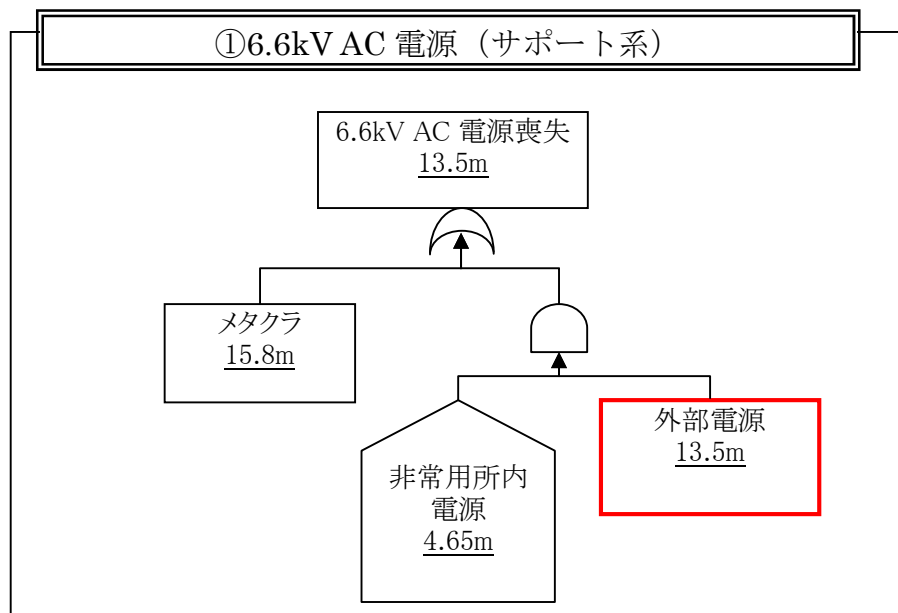 ①6.6kV AC 電源（サポート系）
6.6kV AC 電源喪失
13.5m
メタクラ
15.8m
外部電源
13.5m
非常用所内
電源
4.65m